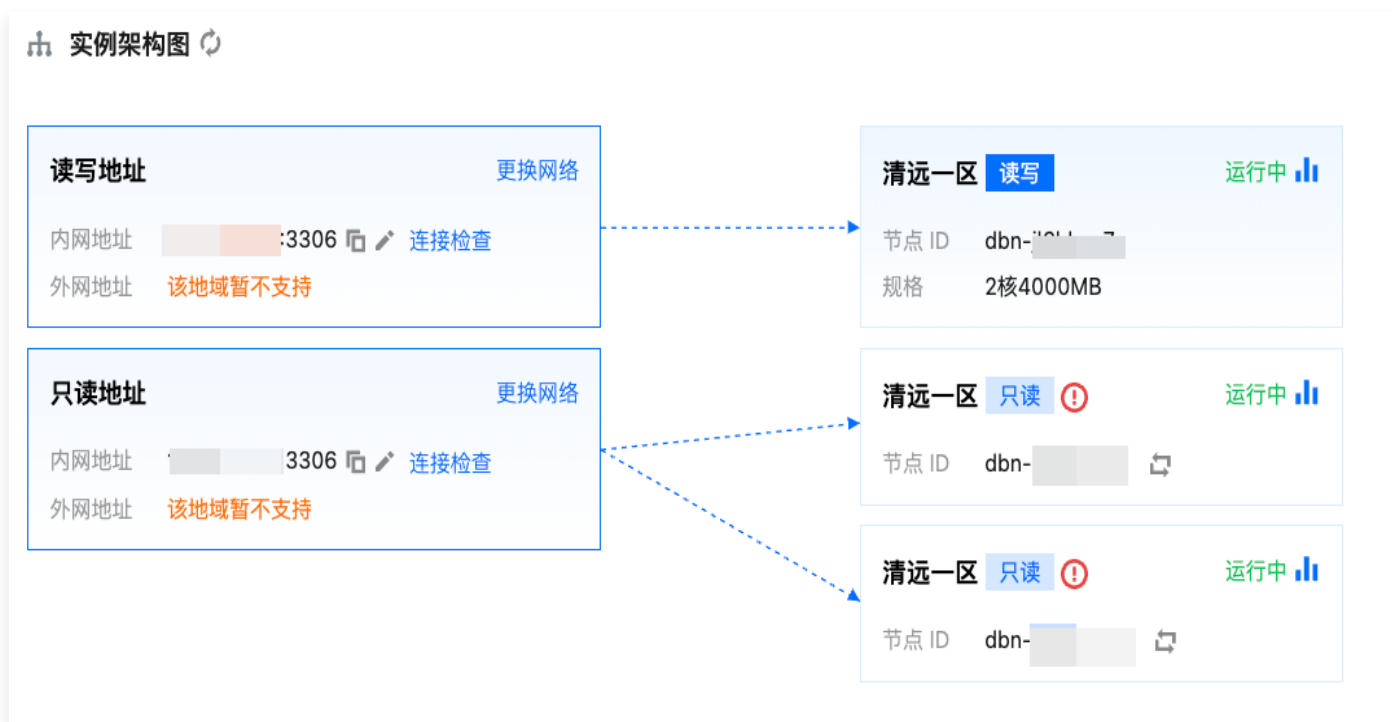 实例架构图
读写地址 更换网络
内网地址 :3306 连接检查
外网地址 该地域暂不支持
只读地址 更换网络
内网地址 3306 连接检查
外网地址 该地域暂不支持
清远一区 读写 运行中
节点 ID dbn-
规格 2核4000MB
清远一区 只读 运行中
节点 ID dbn-
清远一区 只读 运行中
节点 ID dbn-